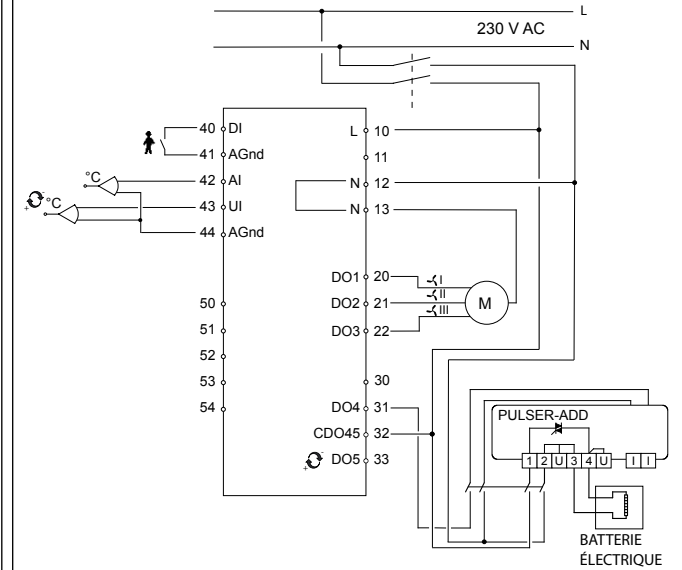 L
230 V AC
N
40 DI
L 10
41 AGnd
11
°C
42 AI
N 12
°C
43 UI
N 13
44 AGnd
DO1 20
I
50
DO2 21
II
M
51
DO3 22
III
52
53
30
54
DO4 31
PULSER-ADD
CDO45 32
DO5 33
1 2 U 3 4 U I I
BATTERIE
ÉLECTRIQUE